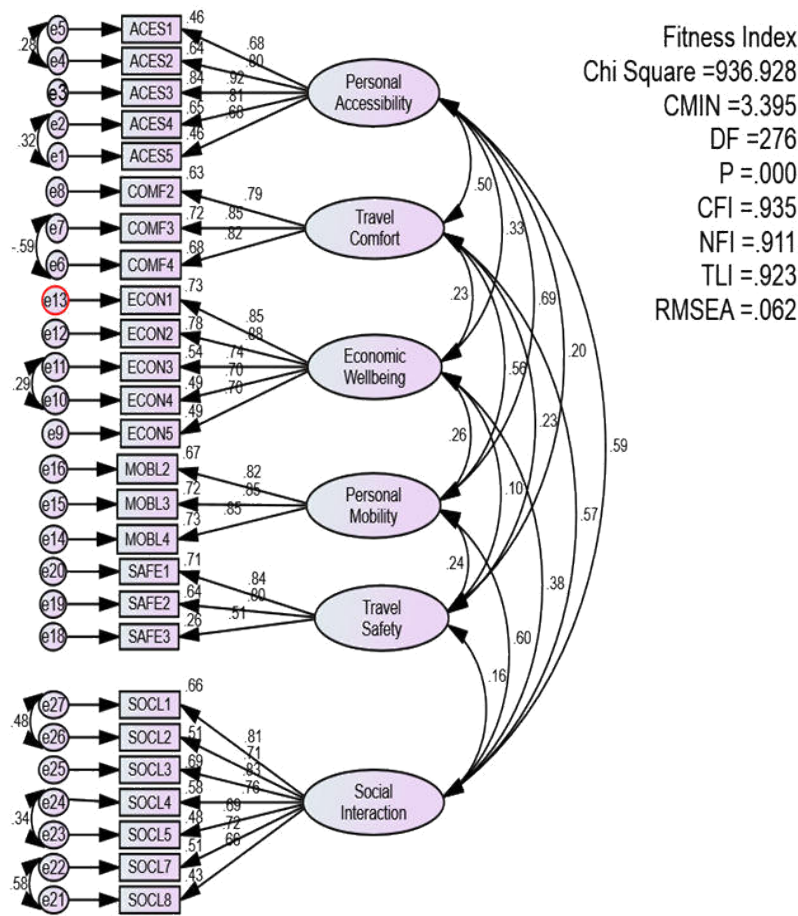 Fitness Index
Chi Square =936.928
CMIN =3.395
DF =276
P =.000
CFI =.935
NFI =.911
TLI =.923
RMSEA =.062
e5 ACES1 .46
.28
e4 ACES2 .64
e3 ACES3 .84
e2 ACES4 .65
.32
e1 ACES5 .46
.68
.80
.92
.81
.68
Personal
Accessibility
e8 COMF2 .63
e7 COMF3 .72
-.59
e6 COMF4 .68
.79
.85
.82
Travel
Comfort
e13 ECON1 .73
e12 ECON2 .78
e11 ECON3 .54
.29
e10 ECON4 .49
e9 ECON5 .49
.85
.88
.74
.70
.70
Economic
Wellbeing
e16 MOBL2 .67
e15 MOBL3 .72
e14 MOBL4 .73
.82
.85
.85
Personal
Mobility
e20 SAFE1 .71
e19 SAFE2 .64
e18 SAFE3 .26
.84
.80
.51
Travel
Safety
e27 SOCL1 .66
.48
e26 SOCL2 .51
e25 SOCL3 .69
e24 SOCL4 .58
.34
e23 SOCL5 .48
e22 SOCL7 .51
.58
e21 SOCL8 .43
.81
.71
.83
.76
.69
.72
.66
Social
Interaction
.50
.33
.23
.69
.20
.56
.23
.26
.59
.10
.57
.24
.38
.60
.16